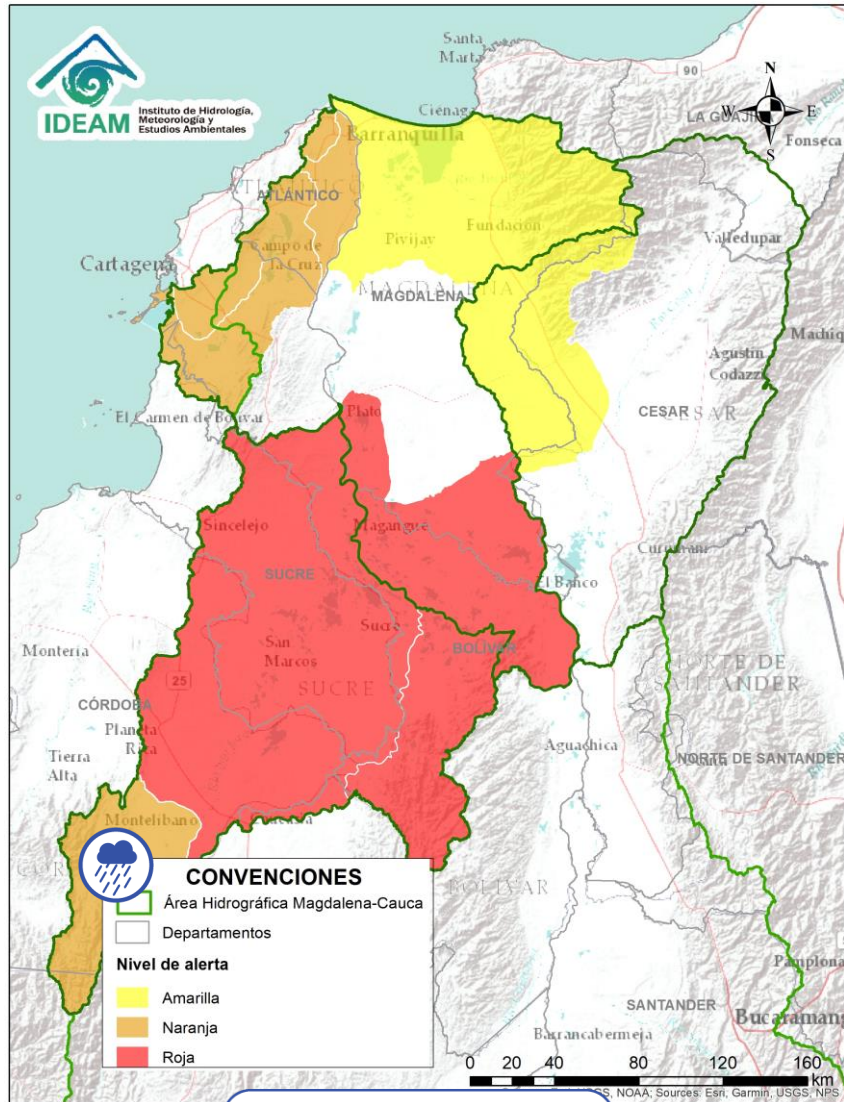 Santa
Marta
90
N
W E
S
LA GUAJIRA
Fonseca
IDEAM
Instituto de Hidrología,
Meteorología y
Estudios Ambientales
Ciénaga
Barranquilla
ATLÁNTICO
Cartagena
Campo de
la Cruz
Pivijay
Fundación
Valledupar
MAGDALENA
MAGDALENA
Agustín
Codazzi
El Carmen de Bolívar
Plato
CESAR
CESAR
Sincelejo
Magangué
SUCRE
El Banco
Montería
Sucre
San
Marcos
BOLÍVAR
SUCRE
25
NORTE DE
SANTANDER
CÓRDOBA
Planeta
Rica
Tierra
Alta
Aguachica
NORTE DE SANTANDER
Montelíbano
CONVENCIONES
Área Hidrográfica Magdalena-Cauca
Departamentos
Nivel de alerta
Amarilla
Naranja
Roja
BOLÍVAR
Pamplona
SANTANDER
Barrancabermeja
0 20 40 80 120 160
km
NOAA; Sources: Esri, Garmin, USGS, NPS